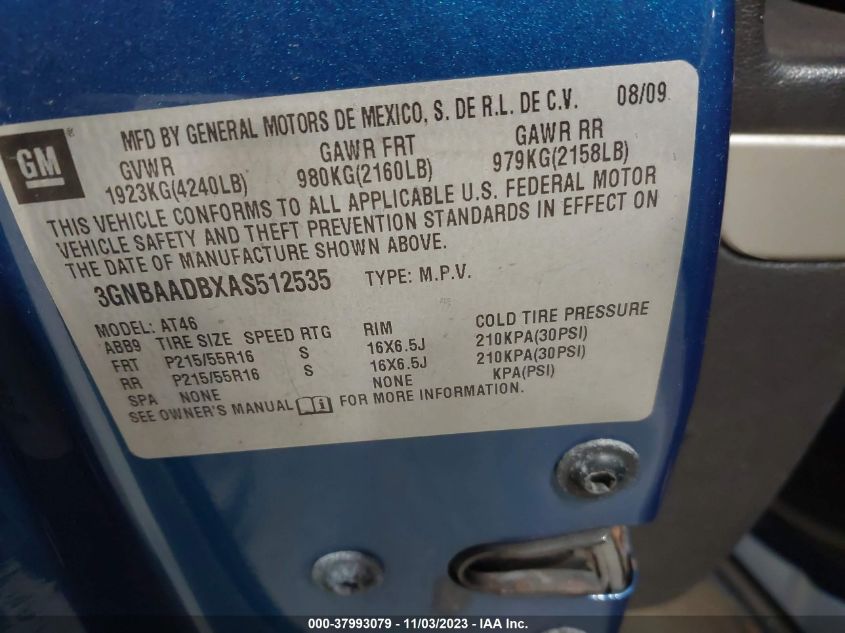 GM
®
MFD BY GENERAL MOTORS DE MEXICO, S. DE R.L. DE C.V. 08/09
GVWR GAWR FRT GAWR RR
1923KG(4240LB) 980KG(2160LB) 979KG(2158LB)
THIS VEHICLE CONFORMS TO ALL APPLICABLE U.S. FEDERAL MOTOR
VEHICLE SAFETY AND THEFT PREVENTION STANDARDS IN EFFECT ON
THE DATE OF MANUFACTURE SHOWN ABOVE.
3GNBAADBXAS512535 TYPE: M.P.V.
MODEL: AT46
ABB9 TIRE SIZE SPEED RTG RIM COLD TIRE PRESSURE
FRT P215/55R16 S 16X6.5J 210KPA(30PSI)
RR P215/55R16 S 16X6.5J 210KPA(30PSI)
SPA NONE NONE KPA(PSI)
SEE OWNER'S MANUAL FOR MORE INFORMATION.
000-37993079 - 11/03/2023 - IAA Inc.